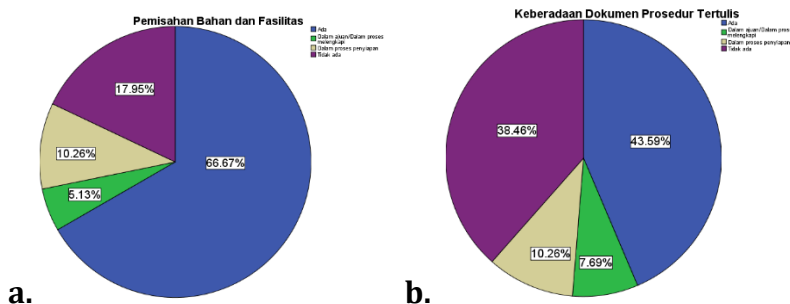 Pemisahan Bahan dan Fasilitas
Ada
Dalam ajuan/Dalam proses
melengkapi
Dalam proses penyiapan
Tidak ada
17.95%
10.26%
5.13%
66.67%
a.
Keberadaan Dokumen Prosedur Tertulis
Ada
Dalam ajuan/Dalam proses
melengkapi
Dalam proses penyiapan
Tidak ada
38.46%
43.59%
10.26%
7.69%
b.